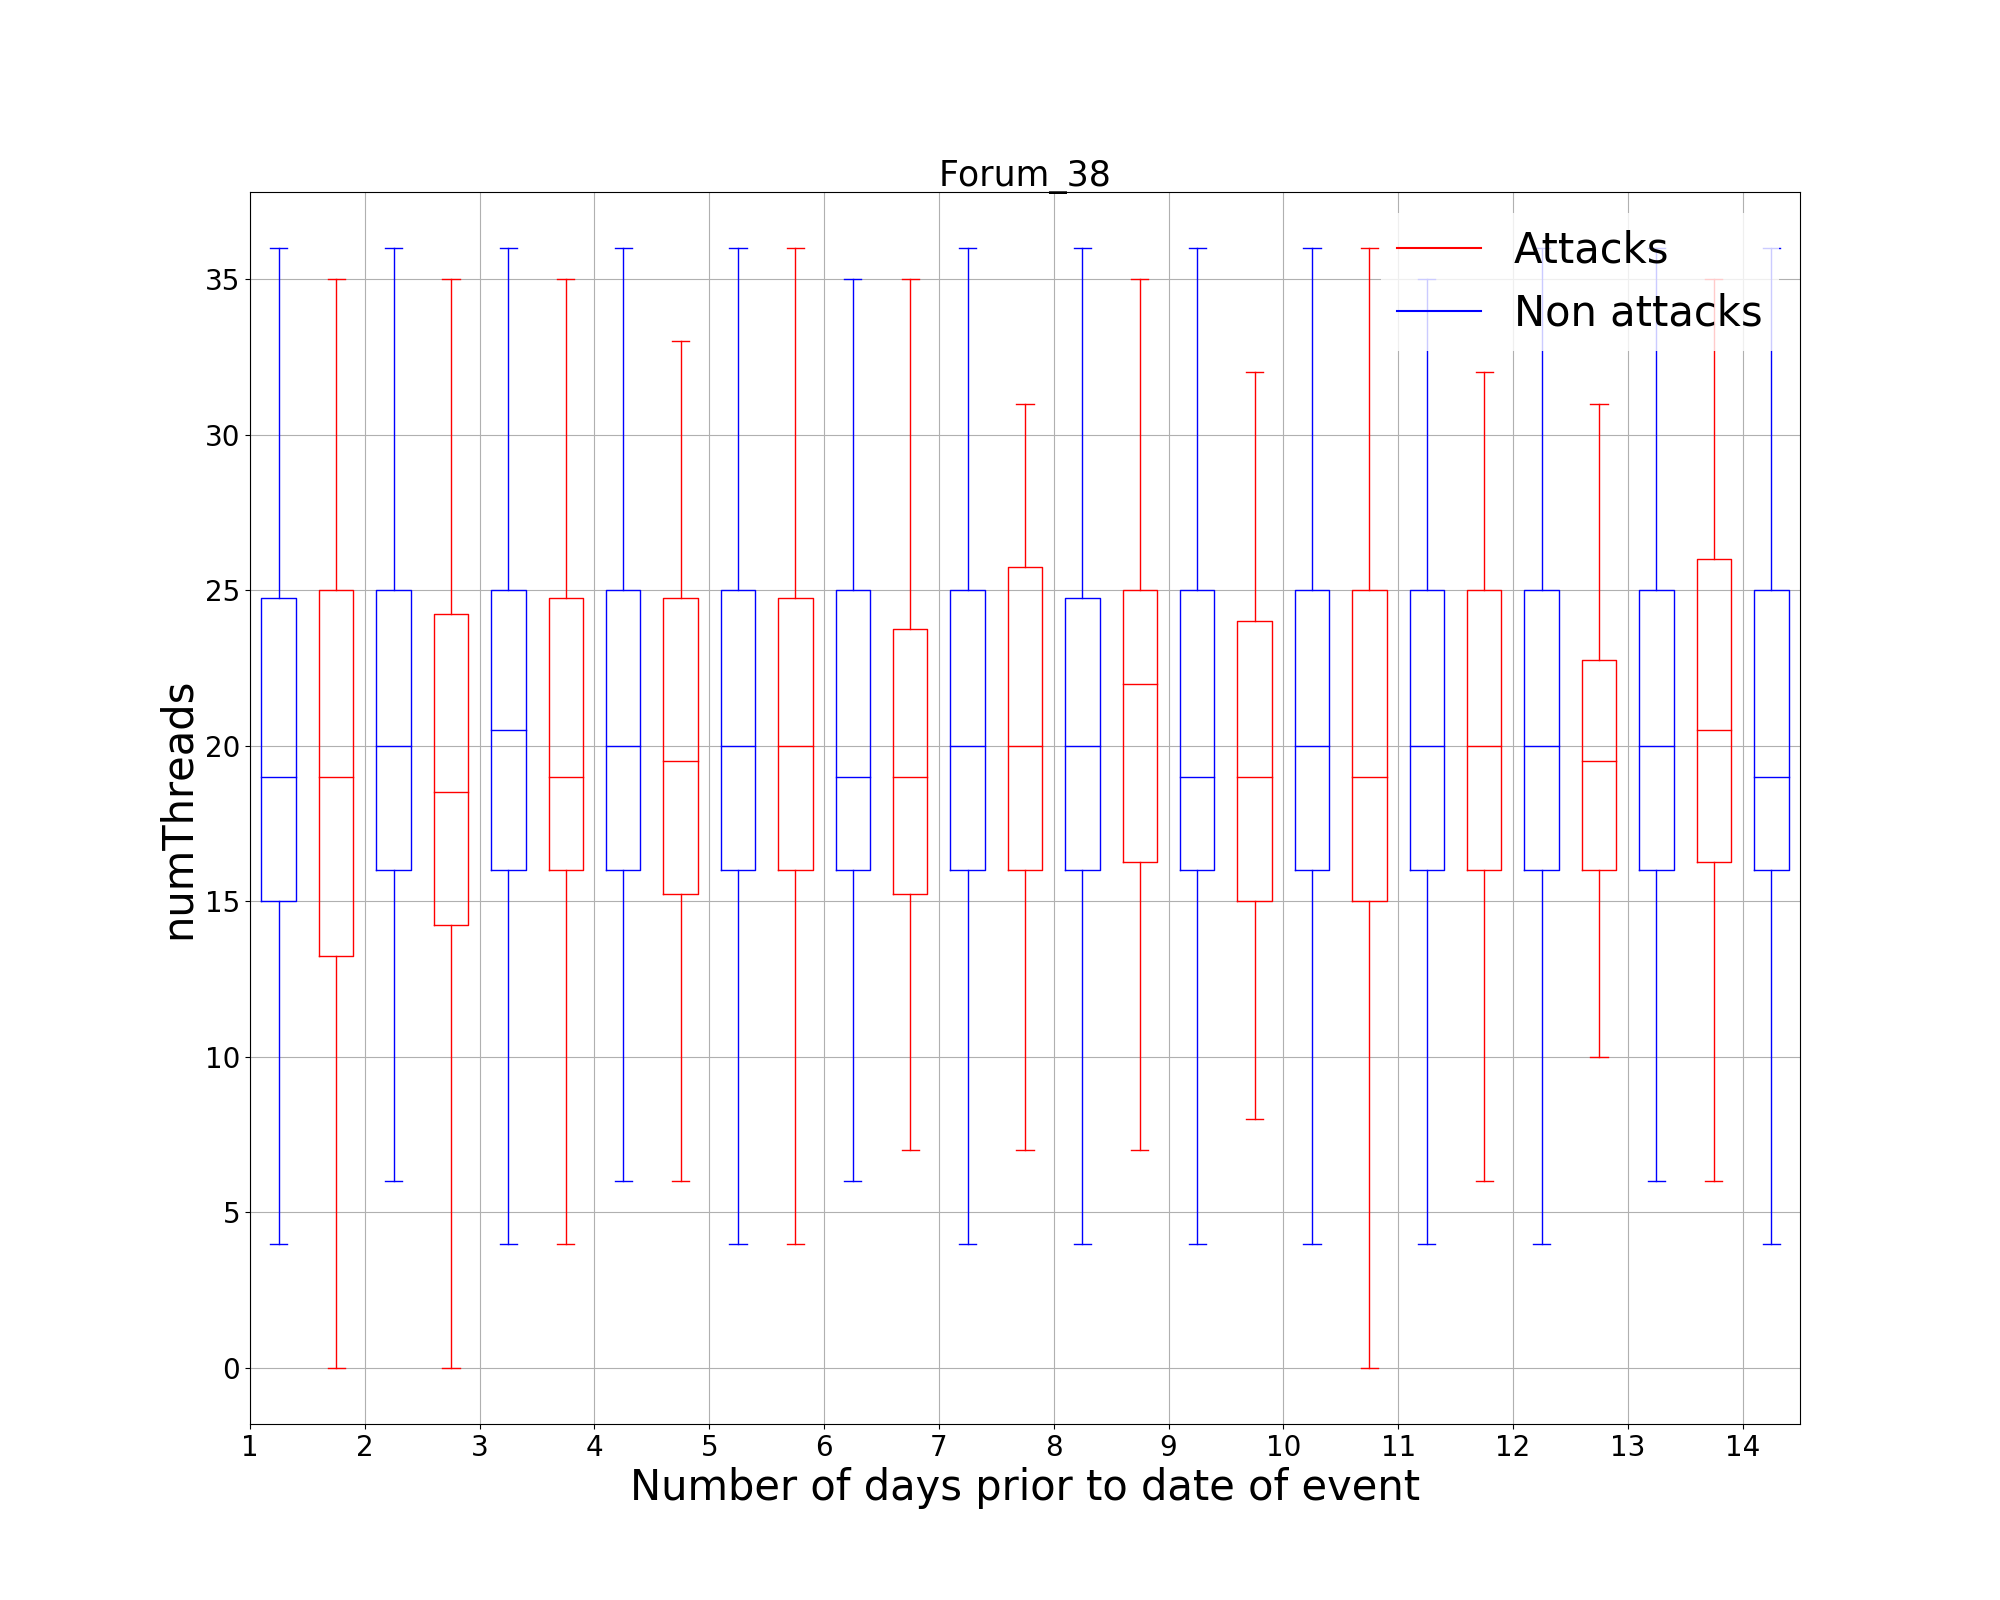 Forum_38
Attacks
Non attacks
35
30
25
20
15
10
5
0
numThreads
1 2 3 4 5 6 7 8 9 10 11 12 13 14
Number of days prior to date of event